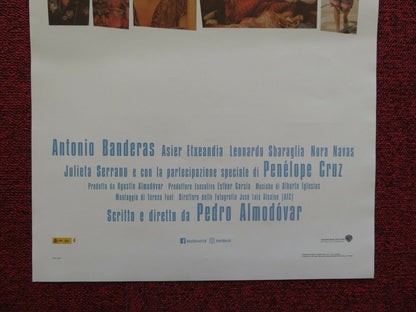 Antonio Banderas Asier Etxeandia Leonardo Sbaraglia Nora Navas
Julieta Serrano e con la partecipazione speciale di Penélope Cruz
Prodotto da Agustín Almodóvar Produttore Esecutivo Esther García Musiche di Alberto Iglesias
Montaggio di Teresa Font Direttore della Fotografia José Luis Alcaine (AEC)
Scritto e diretto da Pedro Almodóvar